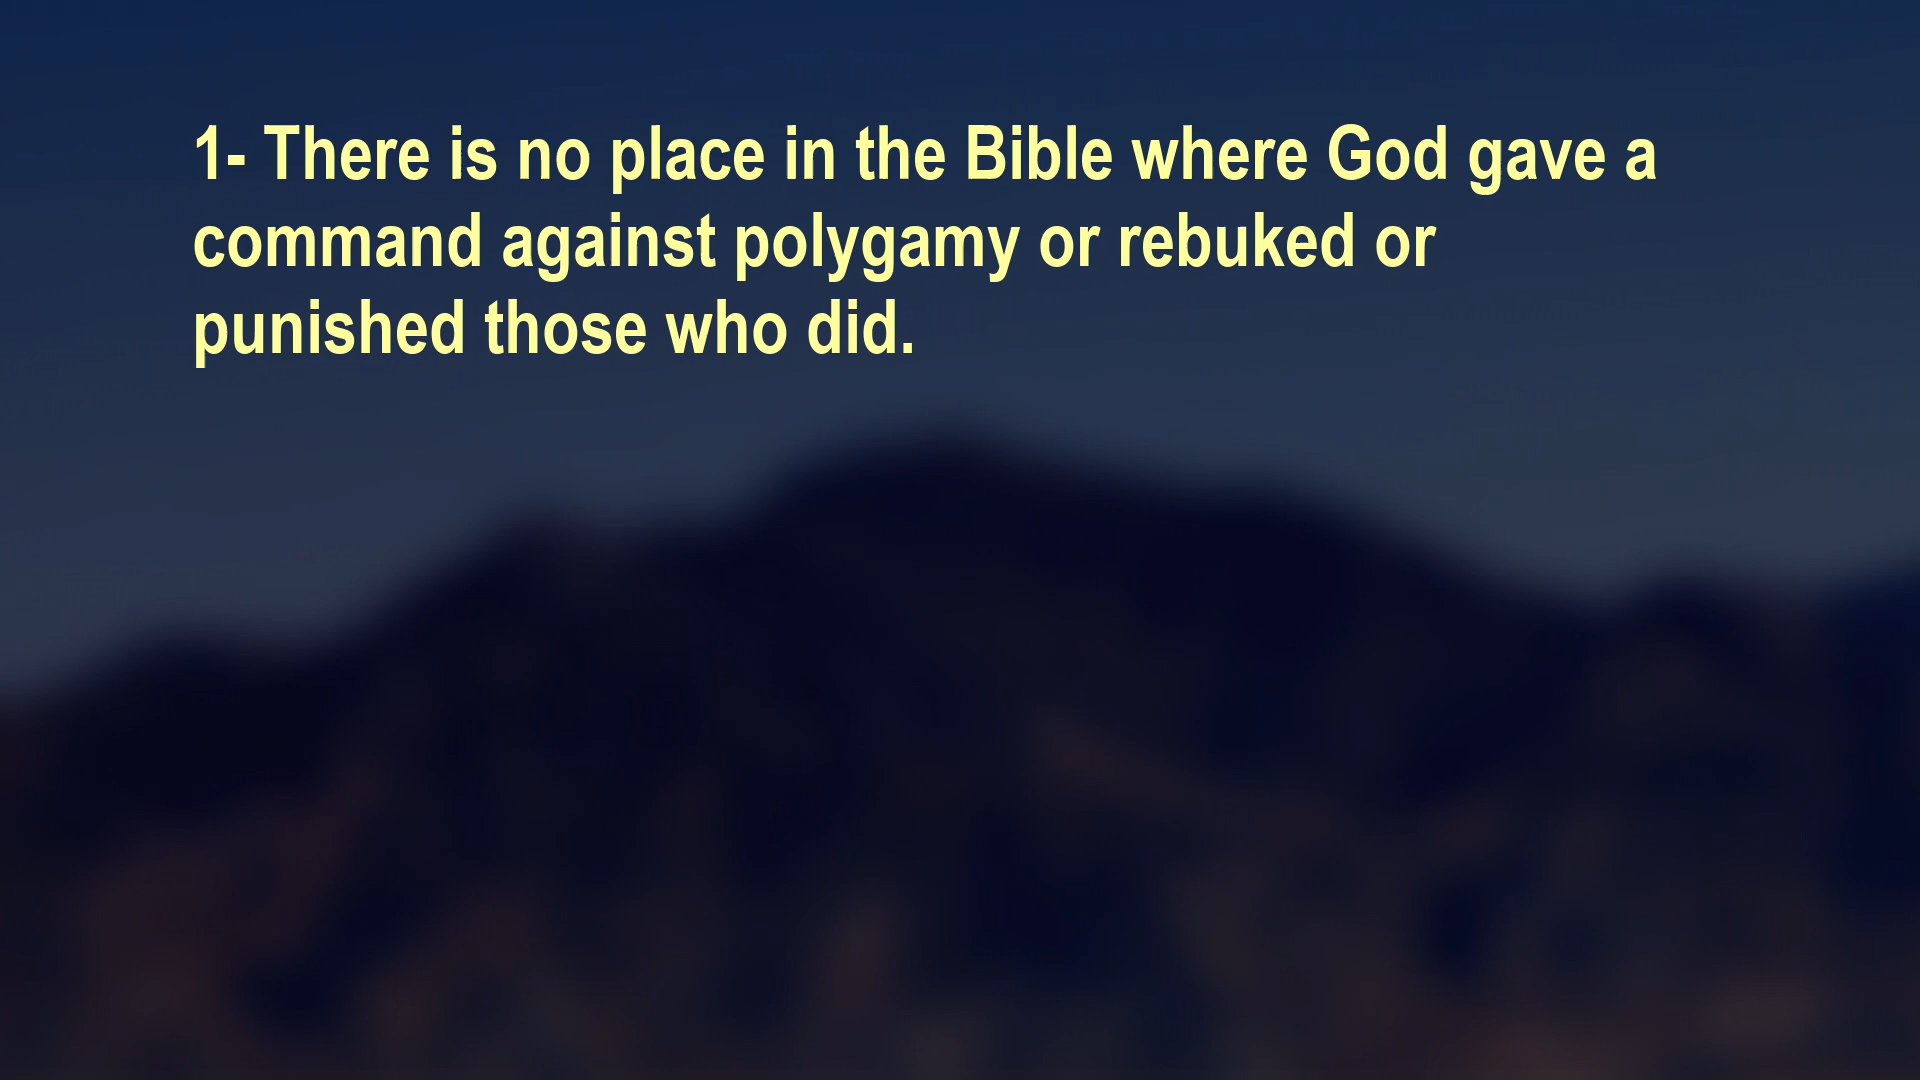 1- There is no place in the Bible where God gave a
command against polygamy or rebuked or
punished those who did.